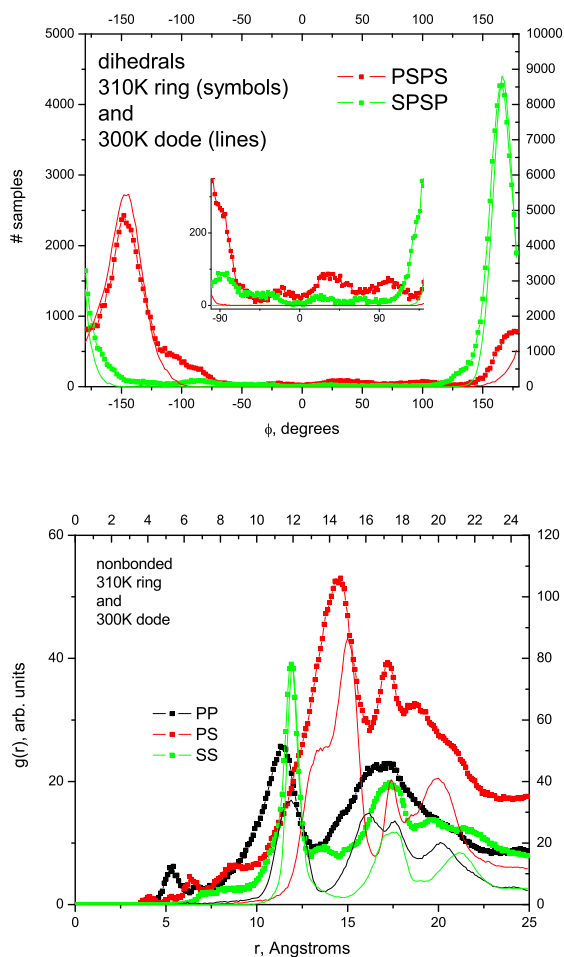 -150 -100 -50 0 50 100 150
5000 10000
dihedrals
310K ring (symbols)
and
300K dode (lines)
PSPS
SPSP
9000
4000 8000
7000
3000 6000
5000
2000 4000
3000
1000 2000
1000
0 0
# samples
200
0
-90 0 90
-150 -100 -50 0 50 100 150
ϕ, degrees
0 2 4 6 8 10 12 14 16 18 20 22 24
60 120
nonbonded
310K ring
and
300K dode
100
40 80
PP
PS
SS
60
20 40
20
0 0
g(r), arb. units
0 5 10 15 20 25
r, Angstroms